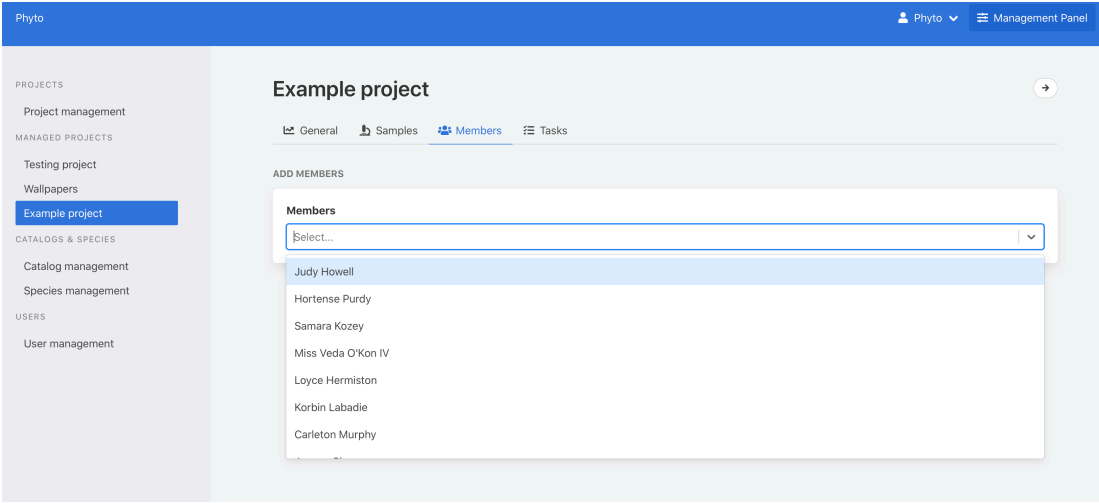 Phyto
Phyto
Management Panel
PROJECTS
Project management
MANAGED PROJECTS
Testing project
Wallpapers
Example project
CATALOGS & SPECIES
Catalog management
Species management
USERS
User management
Example project
General
Samples
Members
Tasks
ADD MEMBERS
Members
Select...
Judy Howell
Hortense Purdy
Samara Kozey
Miss Veda O'Kon IV
Loyce Hermiston
Korbin Labadie
Carleton Murphy